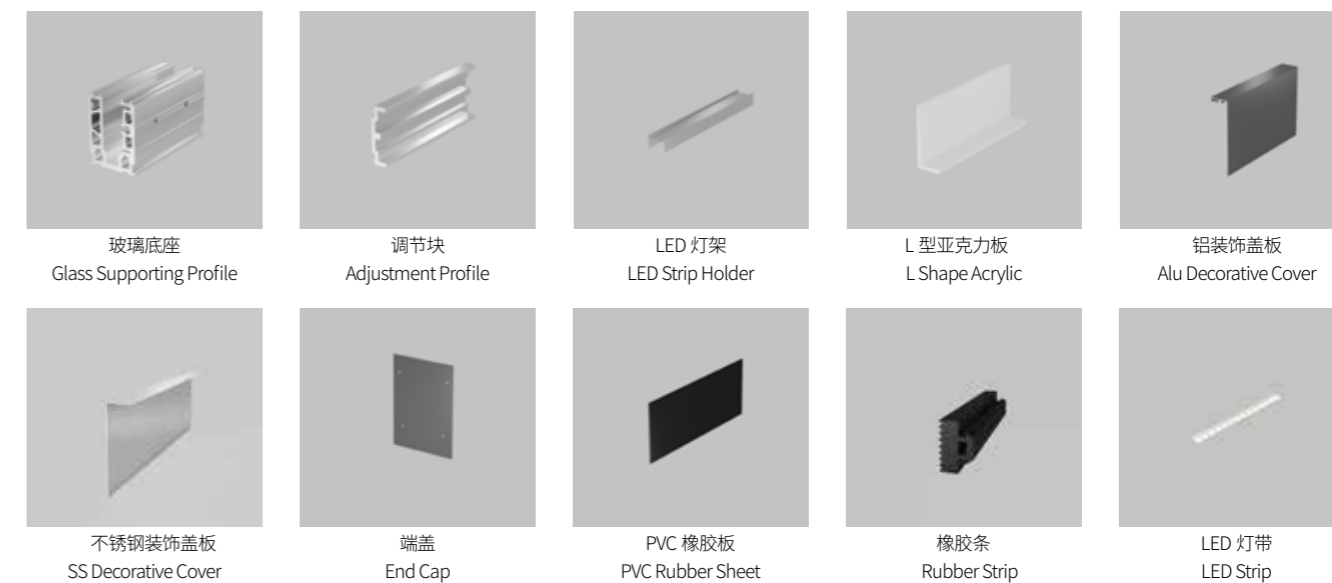 玻璃底座
Glass Supporting Profile
调节块
Adjustment Profile
LED 灯架
LED Strip Holder
L 型亚克力板
L Shape Acrylic
铝装饰盖板
Alu Decorative Cover
不锈钢装饰盖板
SS Decorative Cover
端盖
End Cap
PVC 橡胶板
PVC Rubber Sheet
橡胶条
Rubber Strip
LED 灯带
LED Strip